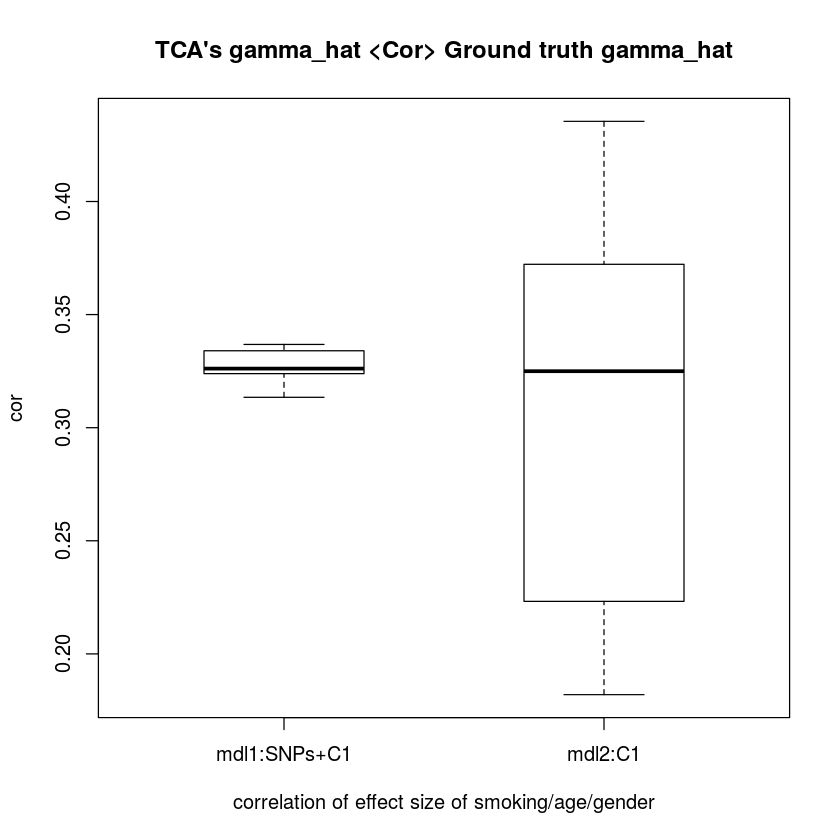 TCA's gamma_hat <Cor> Ground truth gamma_hat
0.40
0.35
0.30
0.25
0.20
cor
mdl1:SNPs+C1 mdl2:C1
correlation of effect size of smoking/age/gender